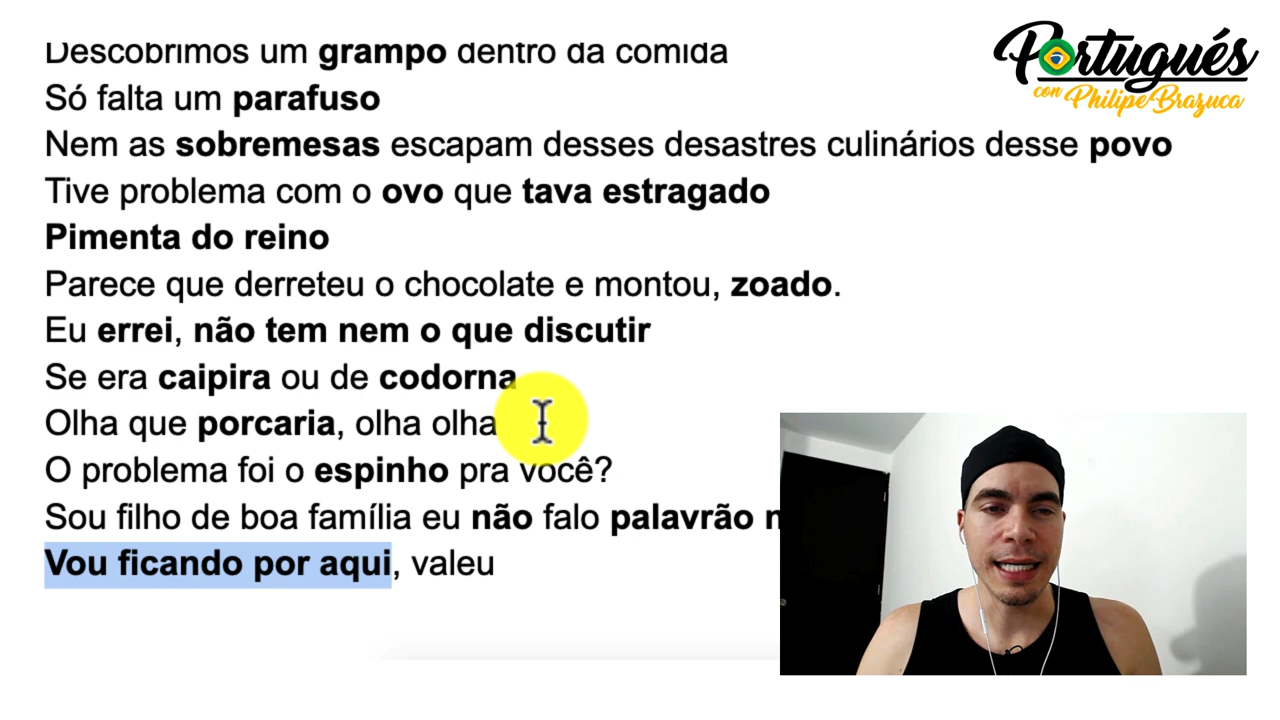 Descobrimos um grampo dentro da comida
Só falta um parafuso
Nem as sobremesas escapam desses desastres culinários desse povo
Tive problema com o ovo que tava estragado
Pimenta do reino
Parece que derreteu o chocolate e montou, zoado.
Eu errei, não tem nem o que discutir
Se era caipira ou de codorna
Olha que porcaria, olha olha
O problema foi o espinho pra você?
Sou filho de boa família eu não falo palavrão
Vou ficando por aqui, valeu
Portugués
con PhilipeBrazuca